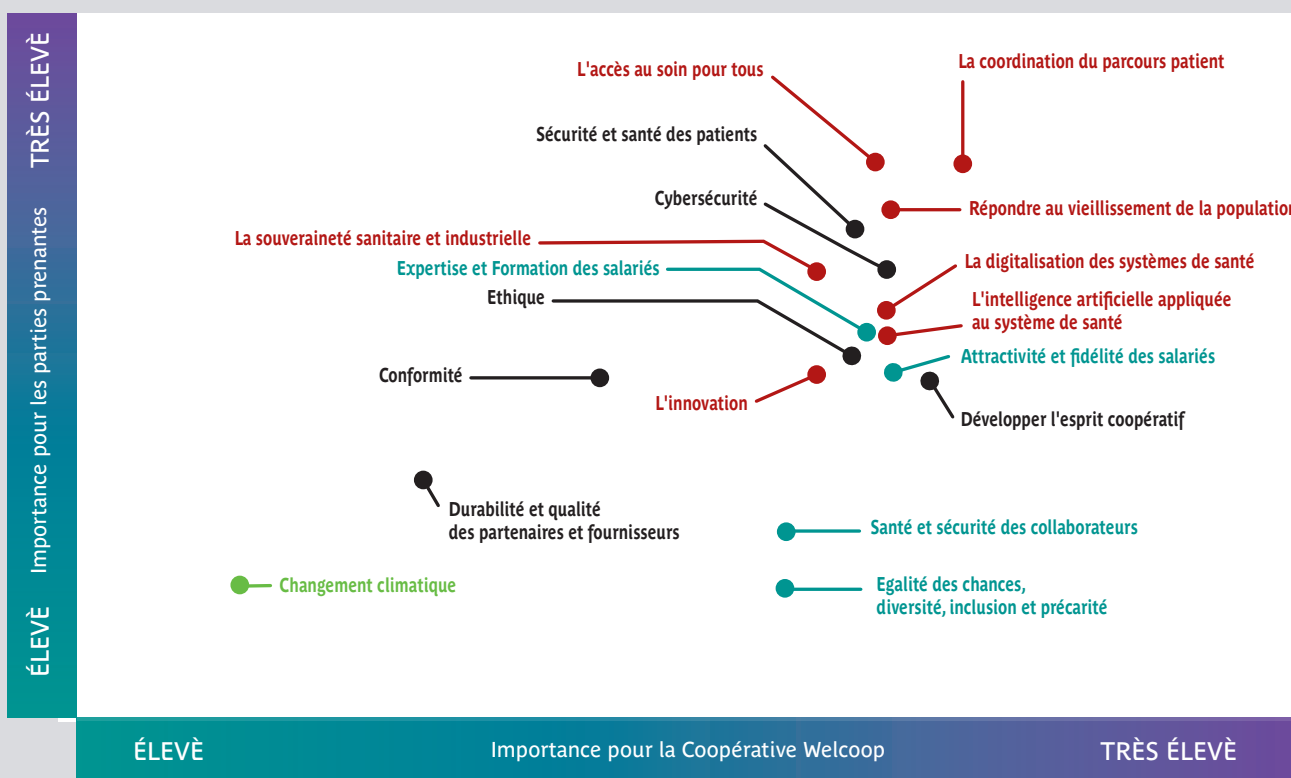 TRÈS ÉLEVÈ
Importance pour les parties prenantes
ÉLEVÈ
La coordination du parcours patient
L'accès au soin pour tous
Sécurité et santé des patients
Cybersécurité
Répondre au vieillissement de la population
La souveraineté sanitaire et industrielle
La digitalisation des systèmes de santé
Expertise et Formation des salariés
Ethique
L'intelligence artificielle appliquée
au système de santé
Attractivité et fidélité des salariés
Conformité
L'innovation
Développer l'esprit coopératif
Durabilité et qualité
des partenaires et fournisseurs
Santé et sécurité des collaborateurs
Changement climatique
Egalité des chances,
diversité, inclusion et précarité
ÉLEVÈ
Importance pour la Coopérative Welcoop
TRÈS ÉLEVÈ